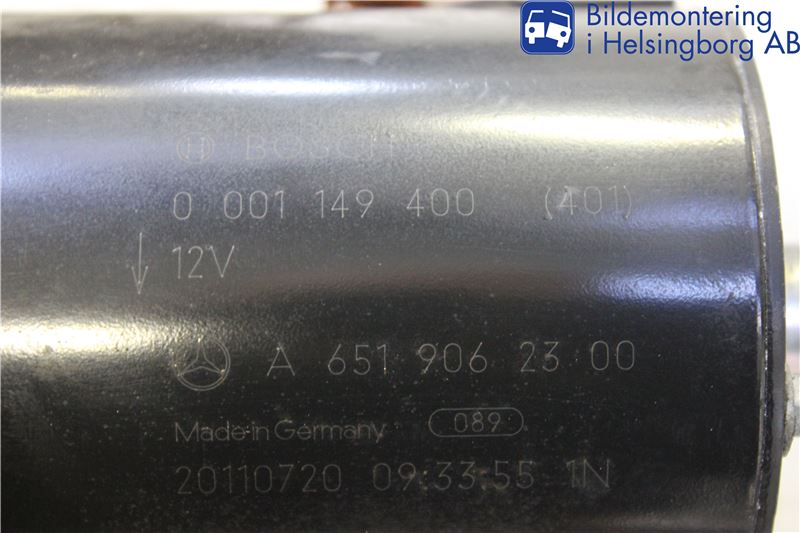 Bildemontering
i Helsingborg AB
BOSCH
0 001 149 400 (401)
12V
A 651 906 23 00
Made in Germany 089
20110720 09:33:55 1N